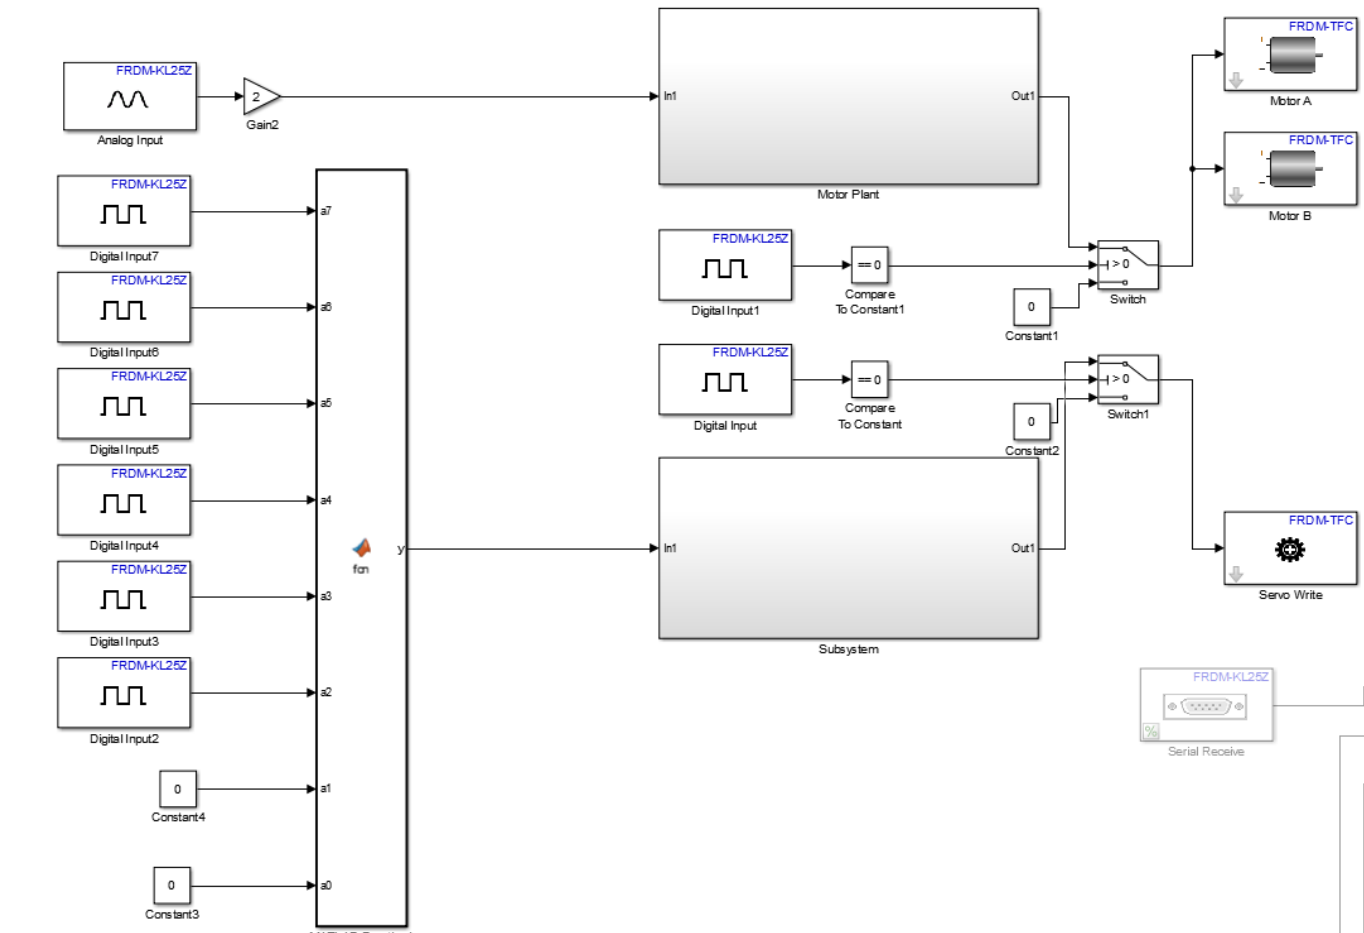 FRDM-KL25Z
Analog Input
2
Gain2
In1
Out1
Motor Plant
FRDM-TFC
Motor A
FRDM-TFC
Motor B
FRDM-KL25Z
Digital Input7
a7
FRDM-KL25Z
Digital Input6
a6
FRDM-KL25Z
Digital Input5
a5
FRDM-KL25Z
Digital Input4
a4
FRDM-KL25Z
Digital Input3
a3
FRDM-KL25Z
Digital Input2
a2
0
Constant4
a1
0
Constant3
a0
fcn
y
FRDM-KL25Z
Digital Input1
== 0
Compare
To Constant1
0
Constant1
> 0
Switch
FRDM-KL25Z
Digital Input
== 0
Compare
To Constant
0
Constant2
> 0
Switch1
In1
Out1
Subsystem
FRDM-TFC
Servo Write
FRDM-KL25Z
%
Serial Receive